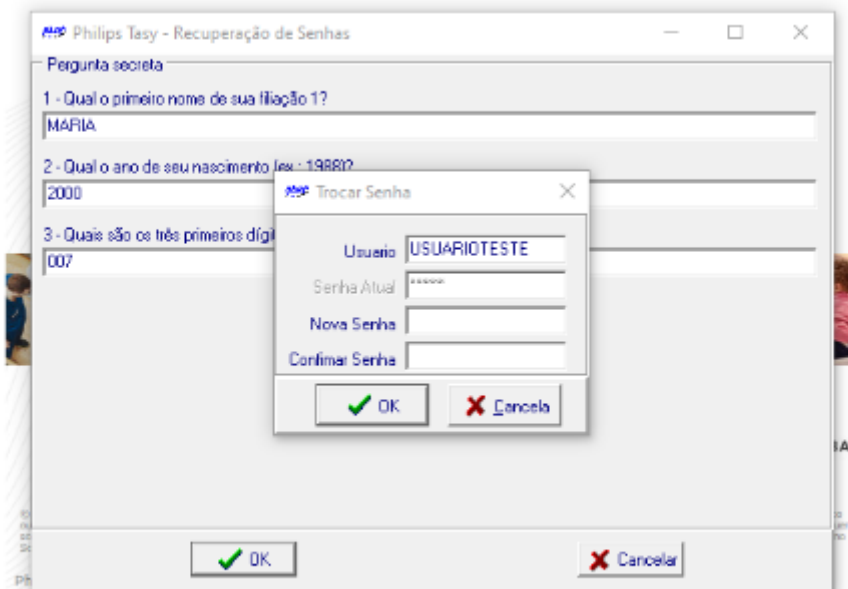 Philips Tasy - Recuperação de Senhas
Pergunta secreta
1 - Qual o primeiro nome de sua filiação 1?
MARIA
2 - Qual o ano de seu nascimento (ex.: 1988)?
2000
3 - Quais são os três primeiros
007
Trocar Senha
Usuario USUARIOTESTE
Senha Atual *****
Nova Senha
Confirmar Senha
OK Cancela
OK Cancelar